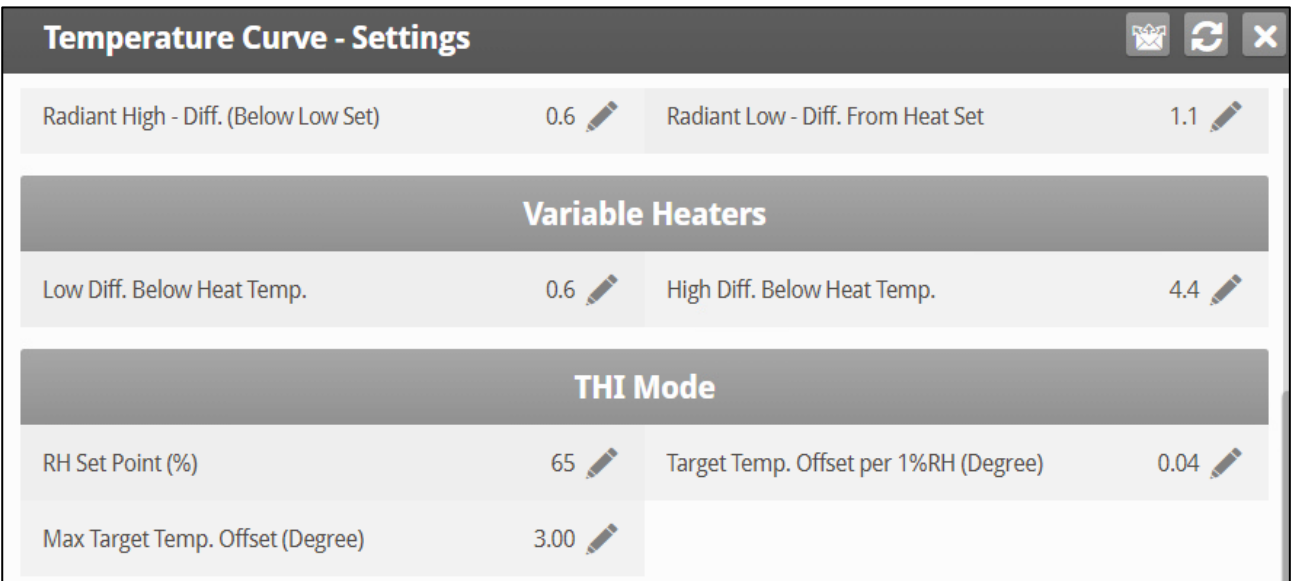 Temperature Curve - Settings
Radiant High - Diff. (Below Low Set) 0.6 Radiant Low - Diff. From Heat Set 1.1
Variable Heaters
Low Diff. Below Heat Temp. 0.6 High Diff. Below Heat Temp. 4.4
THI Mode
RH Set Point (%) 65 Target Temp. Offset per 1%RH (Degree) 0.04
Max Target Temp. Offset (Degree) 3.00